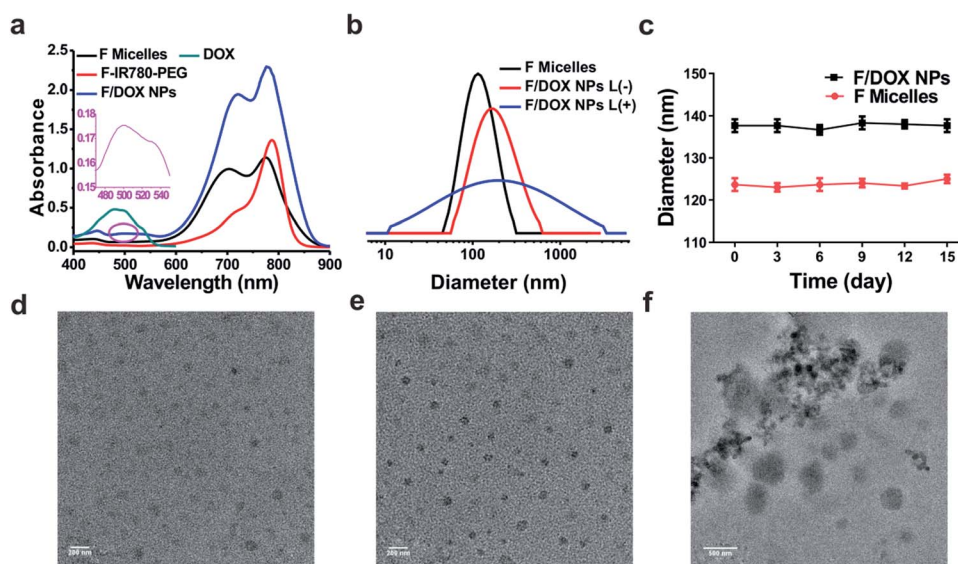 a
F Micelles
DOX
F-IR780-PEG
F/DOX NPs
2.5
2.0
1.5
1.0
0.5
0.0
Absorbance
0.18
0.17
0.16
0.15
480 500 520 540
400 500 600 700 800 900
Wavelength (nm)
b
F Micelles
F/DOX NPs L(-)
F/DOX NPs L(+)
10 100 1000
Diameter (nm)
c
F/DOX NPs
F Micelles
150
140
130
120
110
Diameter (nm)
0 3 6 9 12 15
Time (day)
d
200 nm
e
200 nm
f
500 nm